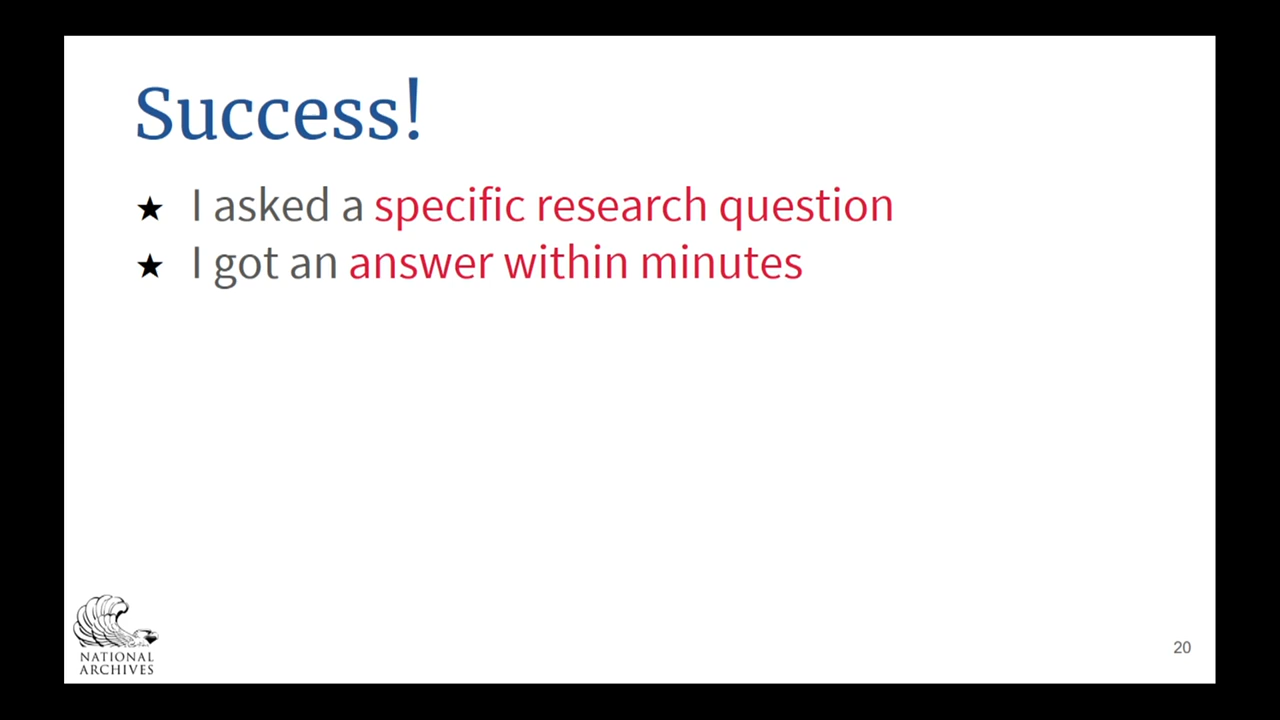 Success!
★ I asked a specific research question
★ I got an answer within minutes
NATIONAL
ARCHIVES
20